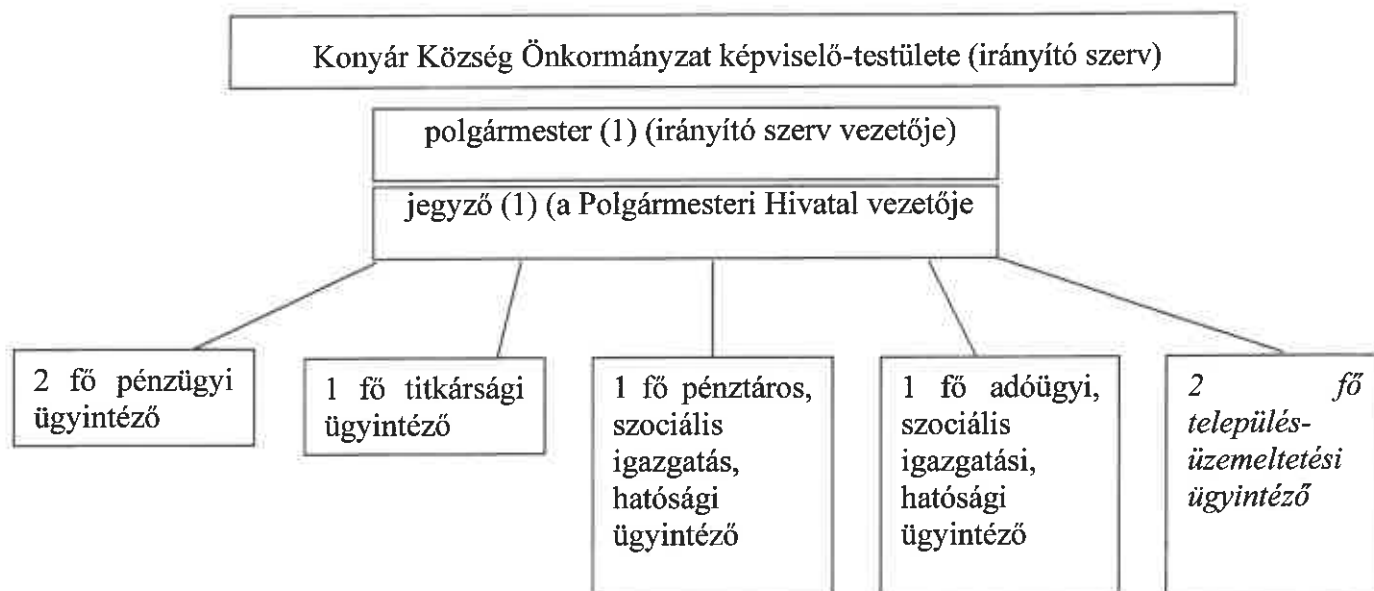 Konyár Község Önkormányzat képviselő-testülete (irányító szerv)
polgármester (1) (irányító szerv vezetője)
jegyző (1) (a Polgármesteri Hivatal vezetője
2 fő pénzügyi
ügyintéző
1 fő titkársági
ügyintéző
1 fő pénztáros,
szociális
igazgatás,
hatósági
ügyintéző
1 fő adóügyi,
szociális
igazgatási,
hatósági
ügyintéző
2 fő
település-
üzemeltetési
ügyintéző